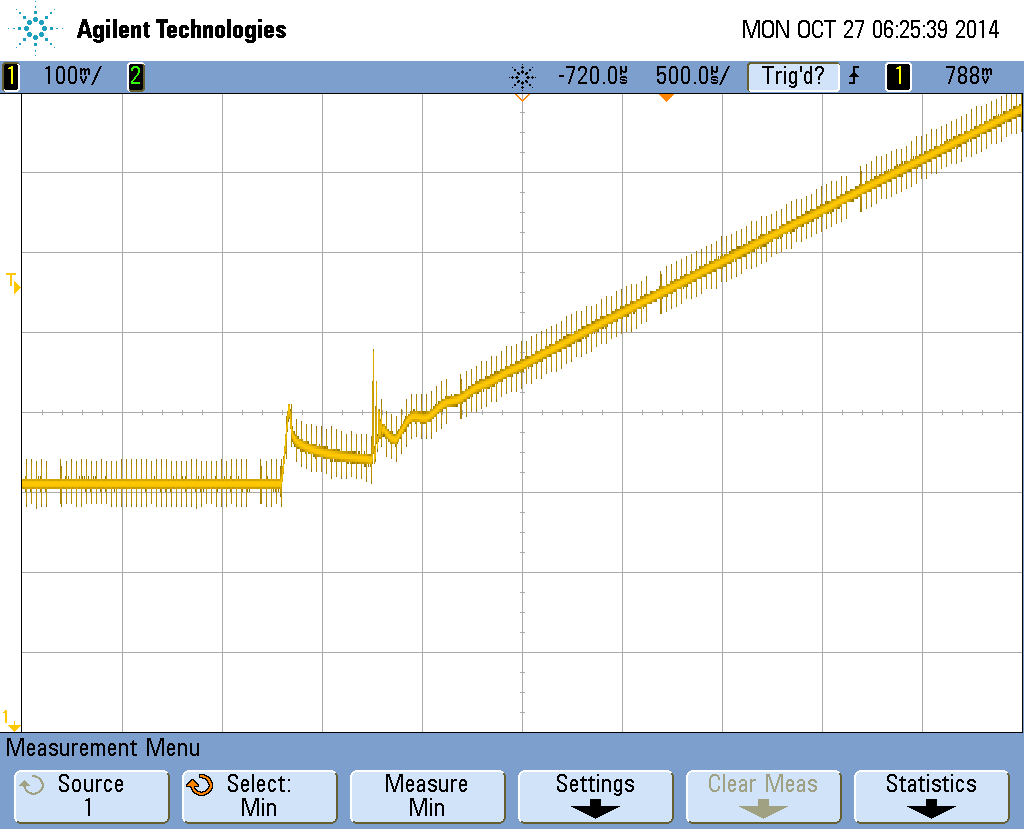 Agilent Technologies
MON OCT 27 06:25:39 2014
1 100mV/ 2 -720.0µs 500.0µs/ Trig'd? 1 788mV
T
1
Measurement Menu
Source
1
Select:
Min
Measure
Min
Settings
Clear Meas
Statistics